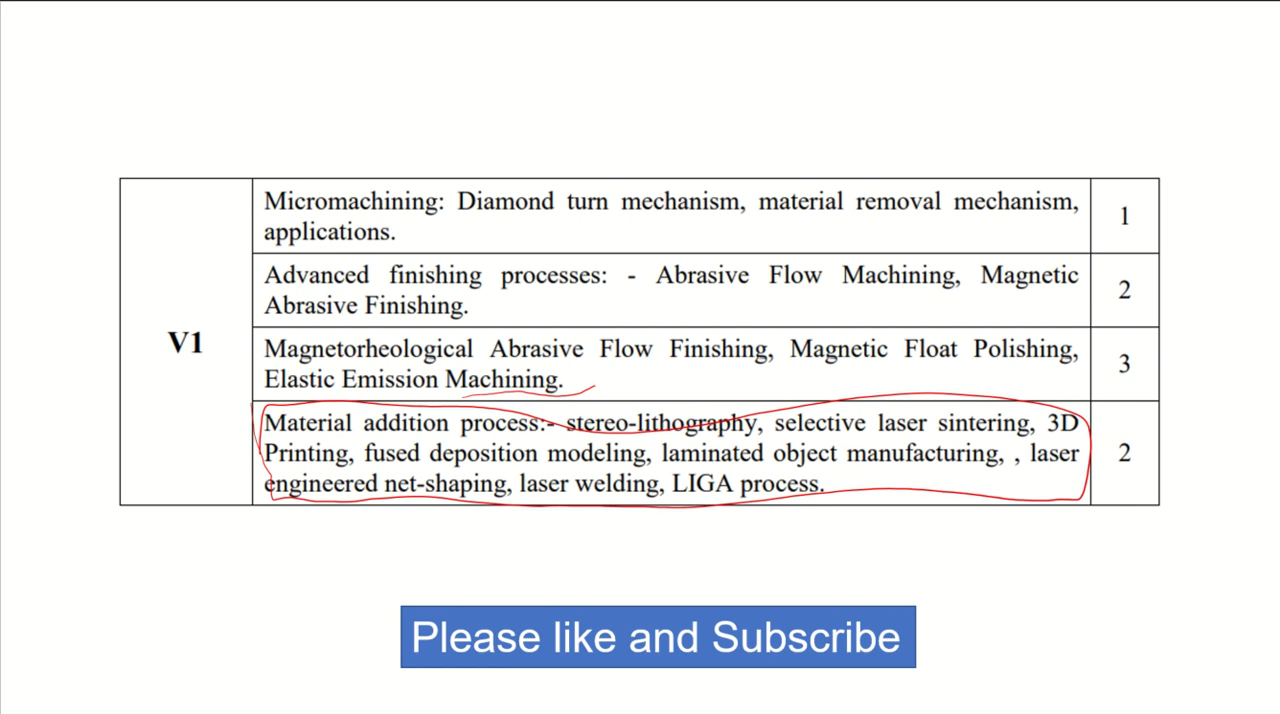 Micromachining: Diamond turn mechanism, material removal mechanism,
applications.
1
Advanced finishing processes: - Abrasive Flow Machining, Magnetic
Abrasive Finishing.
2
V1
Magnetorheological Abrasive Flow Finishing, Magnetic Float Polishing,
Elastic Emission Machining.
3
Material addition process:- stereo-lithography, selective laser sintering, 3D
Printing, fused deposition modeling, laminated object manufacturing, , laser
engineered net-shaping, laser welding, LIGA process.
2
Please like and Subscribe